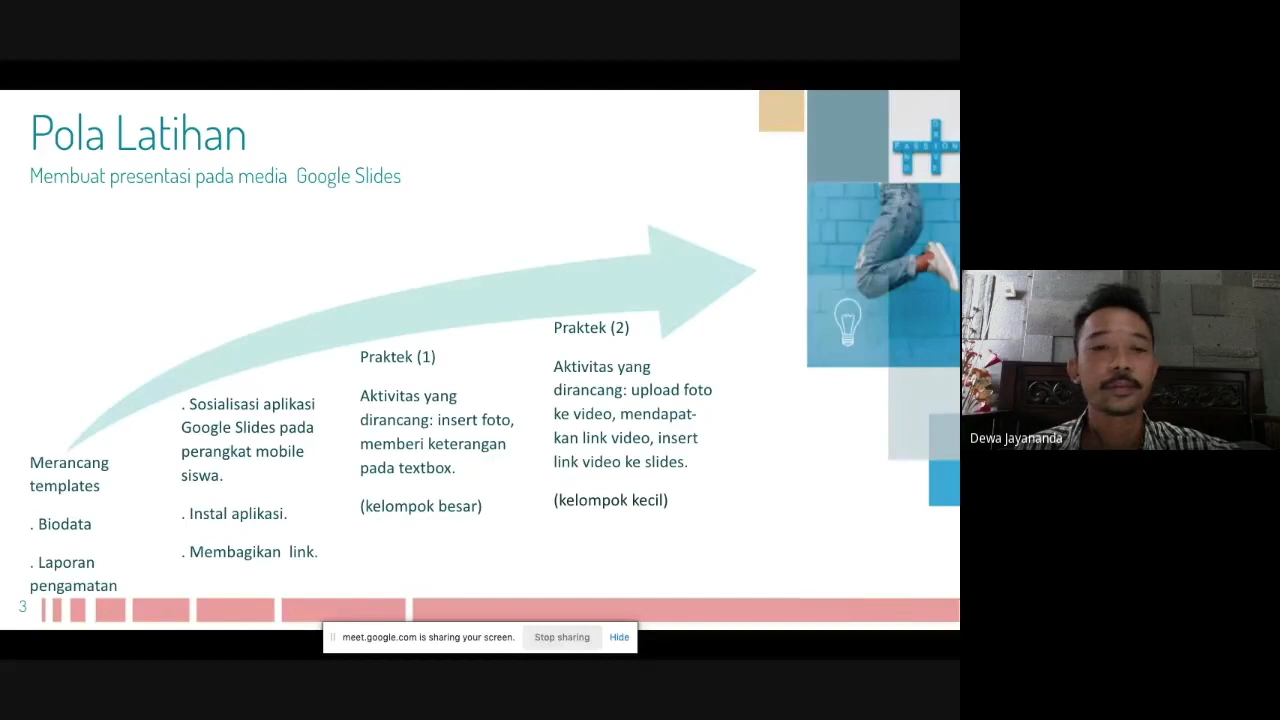 Pola Latihan
Membuat presentasi pada media Google Slides
PASSION
Praktek (2)
Aktivitas yang
dirancang: upload foto
ke video, mendapat-
kan link video, insert
link video ke slides.
(kelompok kecil)
Praktek (1)
Aktivitas yang
dirancang: insert foto,
memberi keterangan
pada textbox.
(kelompok besar)
. Sosialisasi aplikasi
Google Slides pada
perangkat mobile
siswa.
. Instal aplikasi.
. Membagikan link.
Merancang
templates
. Biodata
. Laporan
pengamatan
3
meet.google.com is sharing your screen.
Stop sharing
Hide
Dewa Jayananda